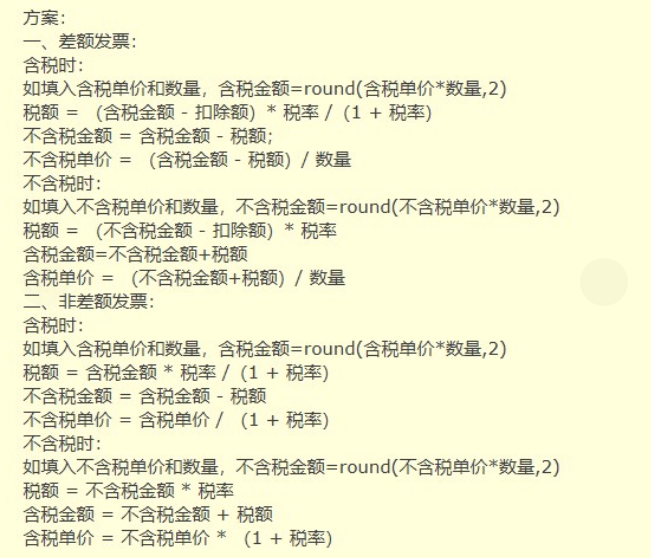 方案：
一、差额发票：
含税时：
如填入含税单价和数量，含税金额=round(含税单价*数量,2)
税额 = （含税金额 - 扣除额）* 税率 /（1 + 税率）
不含税金额 = 含税金额 - 税额;
不含税单价 = （含税金额 - 税额）/ 数量
不含税时：
如填入不含税单价和数量，不含税金额=round(不含税单价*数量,2)
税额 = （不含税金额 - 扣除额）* 税率
含税金额=不含税金额+税额
含税单价 = （不含税金额+税额）/ 数量
二、非差额发票：
含税时：
如填入含税单价和数量，含税金额=round(含税单价*数量,2)
税额 = 含税金额 * 税率 /（1 + 税率）
不含税金额 = 含税金额 - 税额
不含税单价 = 含税单价 / （1 + 税率）
不含税时：
如填入不含税单价和数量，不含税金额=round(不含税单价*数量,2)
税额 = 不含税金额 * 税率
含税金额 = 不含税金额 + 税额
含税单价 = 不含税单价 * （1 + 税率）